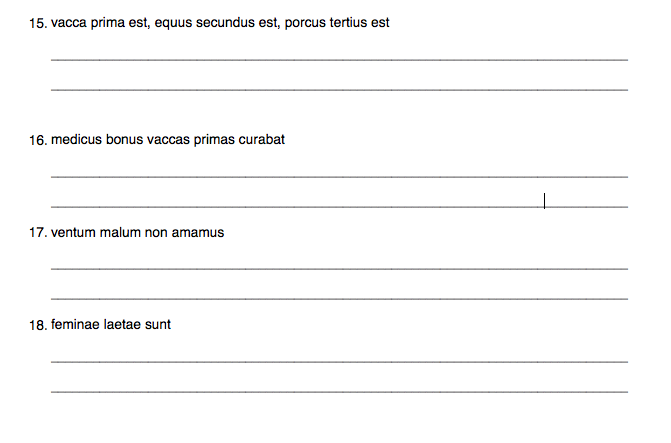 15. vacca prima est, equus secundus est, porcus tertius est
16. medicus bonus vaccas primas curabat
17. ventum malum non amamus
18. feminae laetae sunt